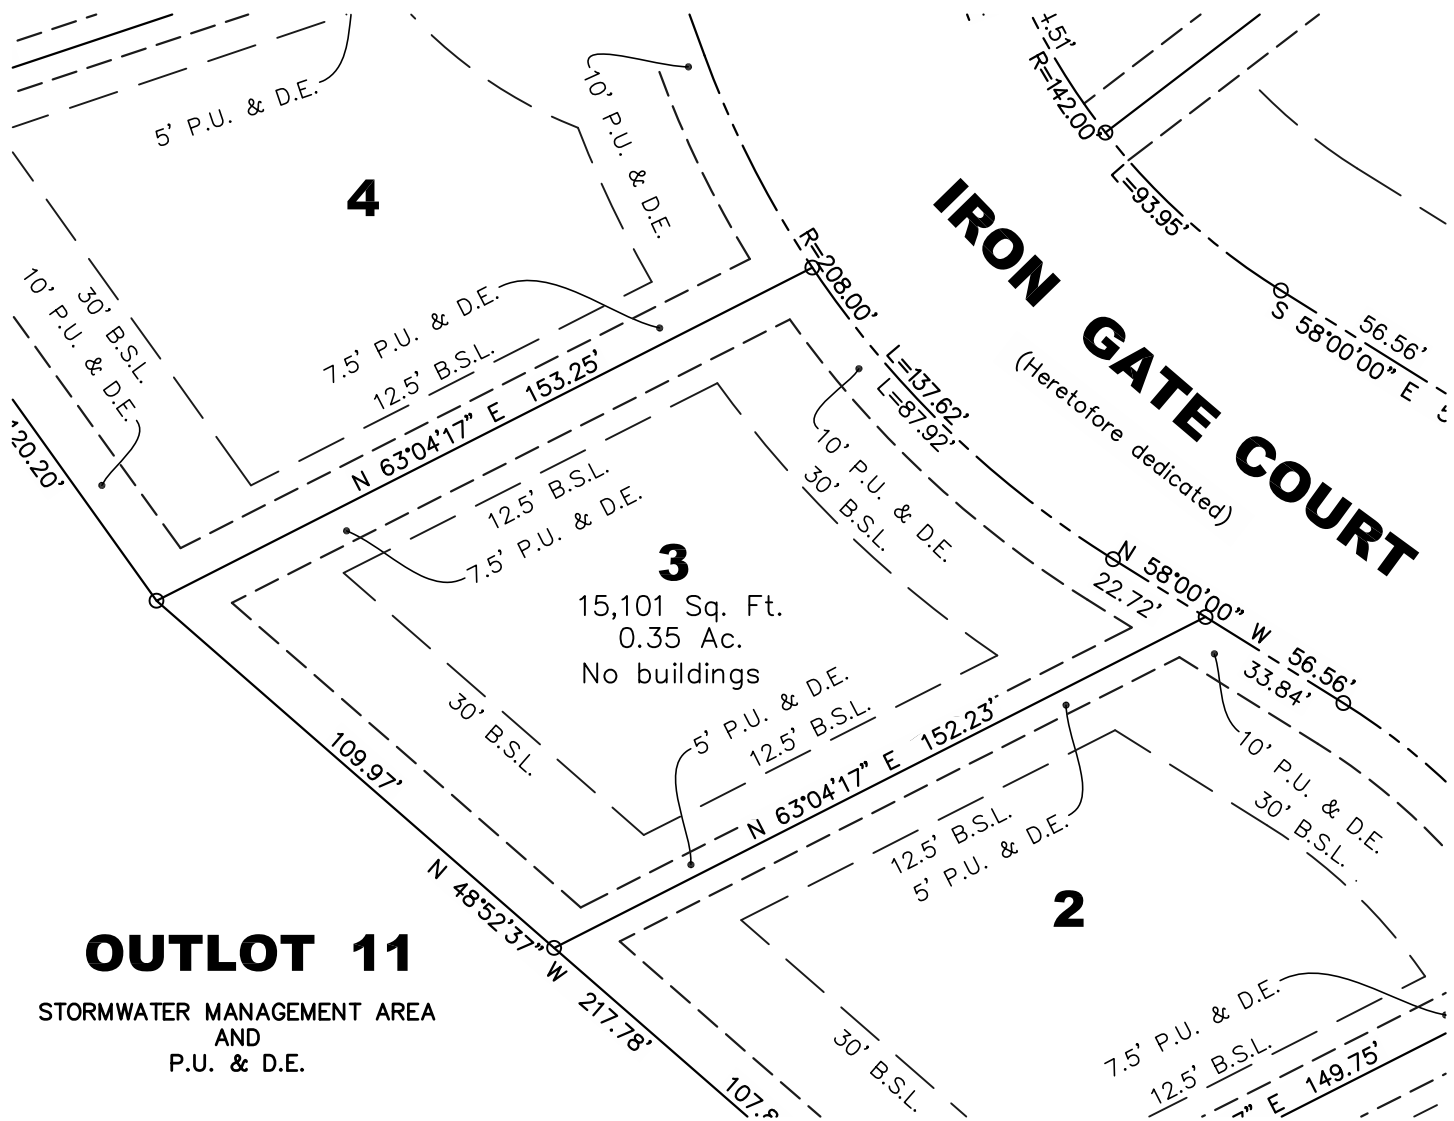 5' P.U. & D.E.
10' P.U. & D.E.
R=142.00'
L=93.95'
4
IRON GATE COURT
(Heretofore dedicated)
R=208.00'
L=137.62'
L=87.92'
56.56'
S 58°00'00" E
30' B.S.L.
10' P.U. & D.E.
7.5' P.U. & D.E.
12.5' B.S.L.
N 63°04'17" E 153.25'
120.20'
12.5' B.S.L.
7.5' P.U. & D.E.
10' P.U. & D.E.
30' B.S.L.
3
15,101 Sq. Ft.
0.35 Ac.
No buildings
N 58°00'00" W 56.56'
22.72'
33.84'
30' B.S.L.
5' P.U. & D.E.
12.5' B.S.L.
N 63°04'17" E 152.23'
109.97'
10' P.U. & D.E.
30' B.S.L.
12.5' B.S.L.
5' P.U. & D.E.
2
N 48°52'37" W 217.78'
OUTLOT 11
STORMWATER MANAGEMENT AREA
AND
P.U. & D.E.
30' B.S.L.
7.5' P.U. & D.E.
12.5' B.S.L.
E 149.75'
107.8